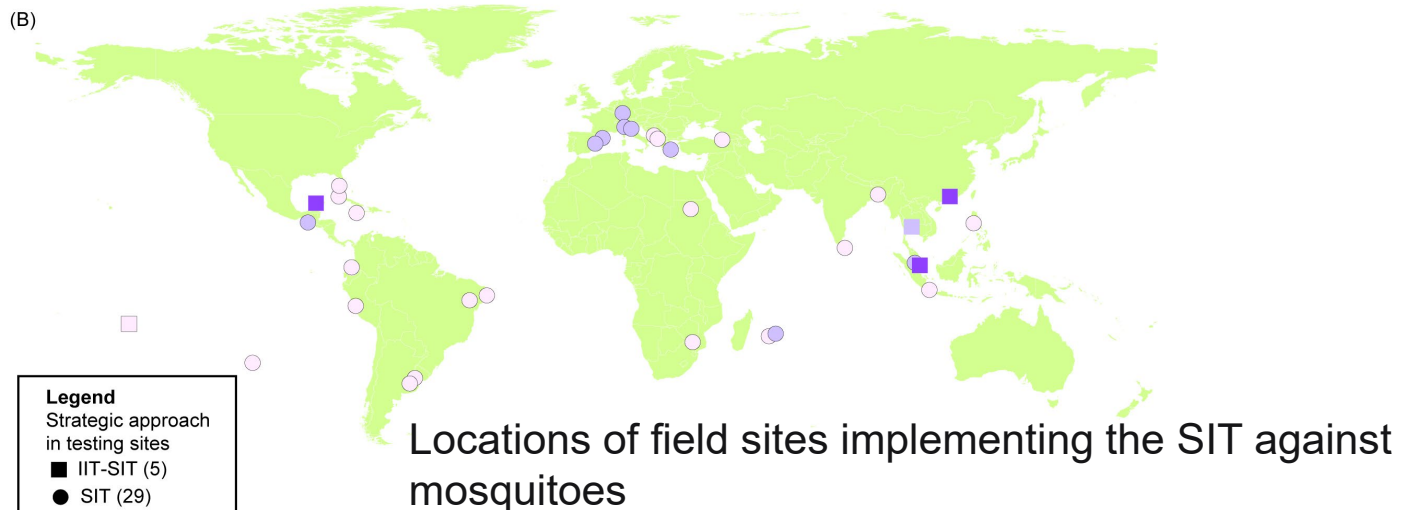 (B)
Legend
Strategic approach
in testing sites
IIT-SIT (5)
SIT (29)
Locations of field sites implementing the SIT against
mosquitoes